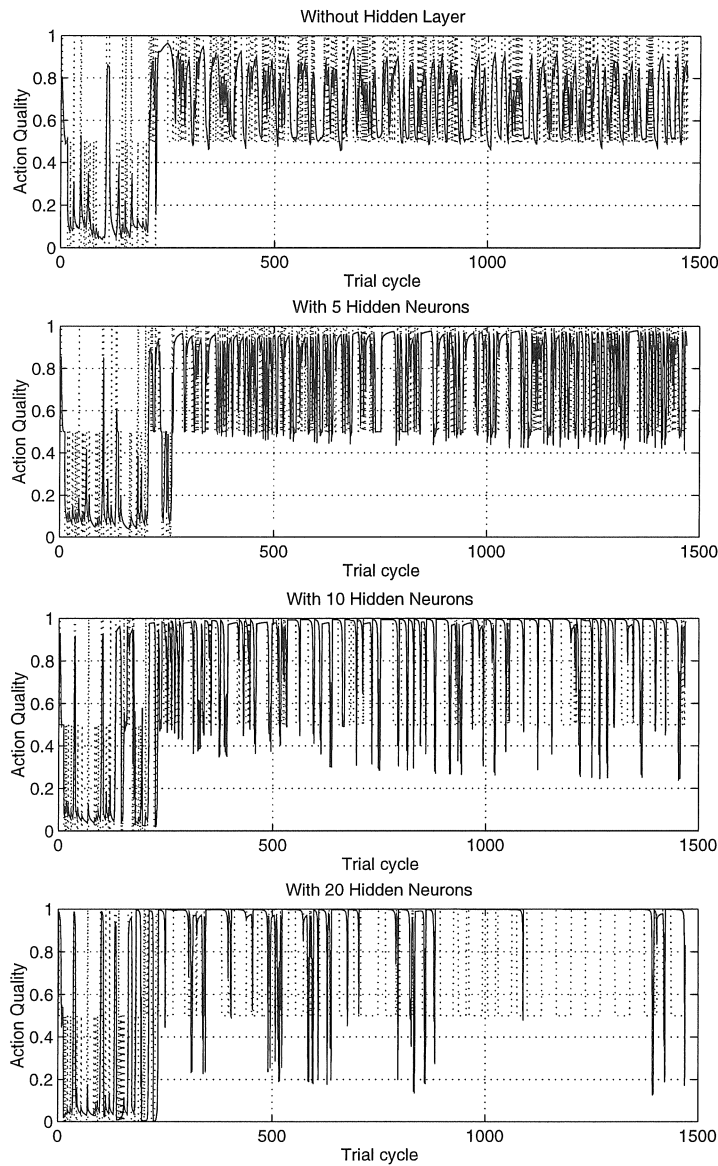 Without Hidden Layer
1
0.8
0.6
0.4
0.2
0
Action Quality
0 500 1000 1500
Trial cycle
With 5 Hidden Neurons
1
0.8
0.6
0.4
0.2
0
Action Quality
0 500 1000 1500
Trial cycle
With 10 Hidden Neurons
1
0.8
0.6
0.4
0.2
0
Action Quality
0 500 1000 1500
Trial cycle
With 20 Hidden Neurons
1
0.8
0.6
0.4
0.2
0
Action Quality
0 500 1000 1500
Trial cycle